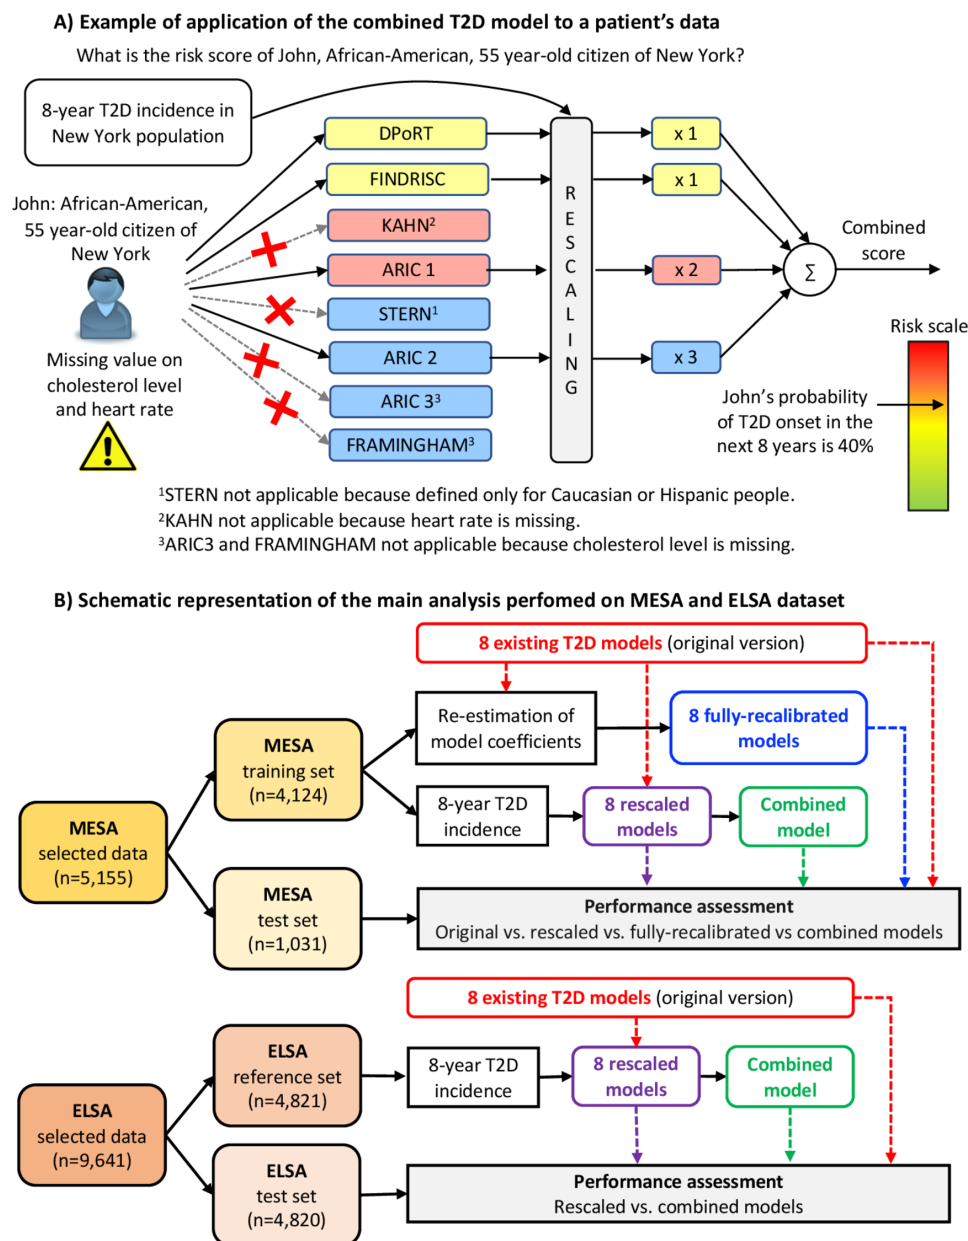 A) Example of application of the combined T2D model to a patient's data
What is the risk score of John, African-American, 55 year-old citizen of New York?
8-year T2D incidence in
New York population
John: African-American,
55 year-old citizen of
New York
Missing value on
cholesterol level
and heart rate
DPoRT
FINDRISC
KAHN²
ARIC 1
STERN¹
ARIC 2
ARIC 3³
FRAMINGHAM³
R
E
S
C
A
L
I
N
G
x 1
x 1
x 2
x 3
Σ
Combined
score
Risk scale
John's probability
of T2D onset in the
next 8 years is 40%
¹STERN not applicable because defined only for Caucasian or Hispanic people.
²KAHN not applicable because heart rate is missing.
³ARIC3 and FRAMINGHAM not applicable because cholesterol level is missing.
B) Schematic representation of the main analysis perfomed on MESA and ELSA dataset
8 existing T2D models (original version)
MESA
selected data
(n=5,155)
MESA
training set
(n=4,124)
MESA
test set
(n=1,031)
Re-estimation of
model coefficients
8 fully-recalibrated
models
8-year T2D
incidence
8 rescaled
models
Combined
model
Performance assessment
Original vs. rescaled vs. fully-recalibrated vs combined models
8 existing T2D models (original version)
ELSA
selected data
(n=9,641)
ELSA
reference set
(n=4,821)
ELSA
test set
(n=4,820)
8-year T2D
incidence
8 rescaled
models
Combined
model
Performance assessment
Rescaled vs. combined models